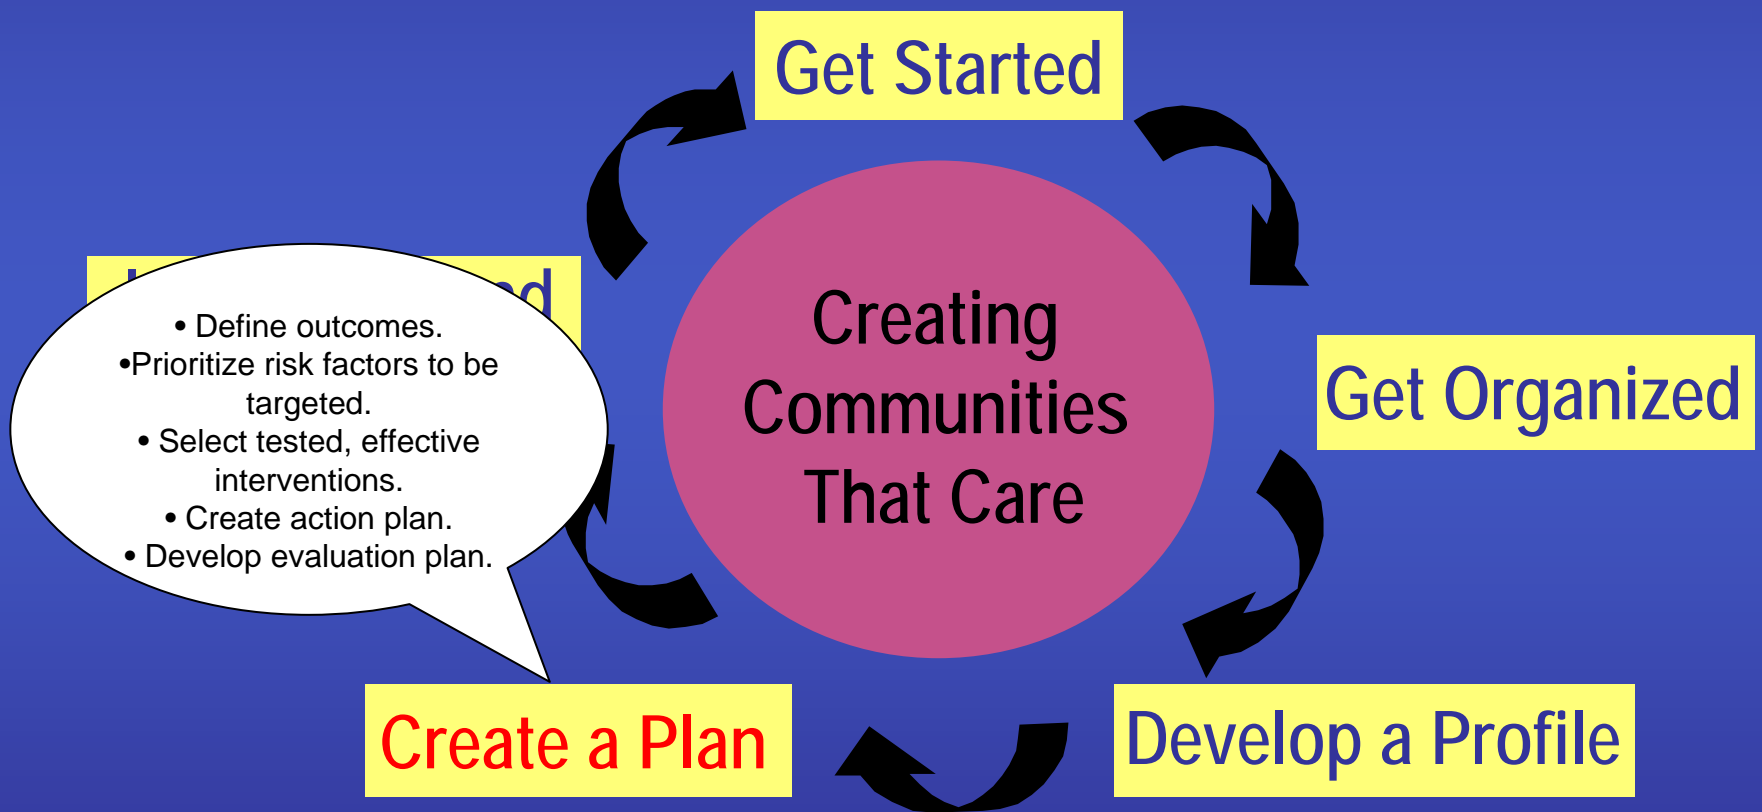 Get Started
• Define outcomes.
•Prioritize risk factors to be
targeted.
• Select tested, effective
interventions.
• Create action plan.
• Develop evaluation plan.
Creating
Communities
That Care
Get Organized
Create a Plan
Develop a Profile